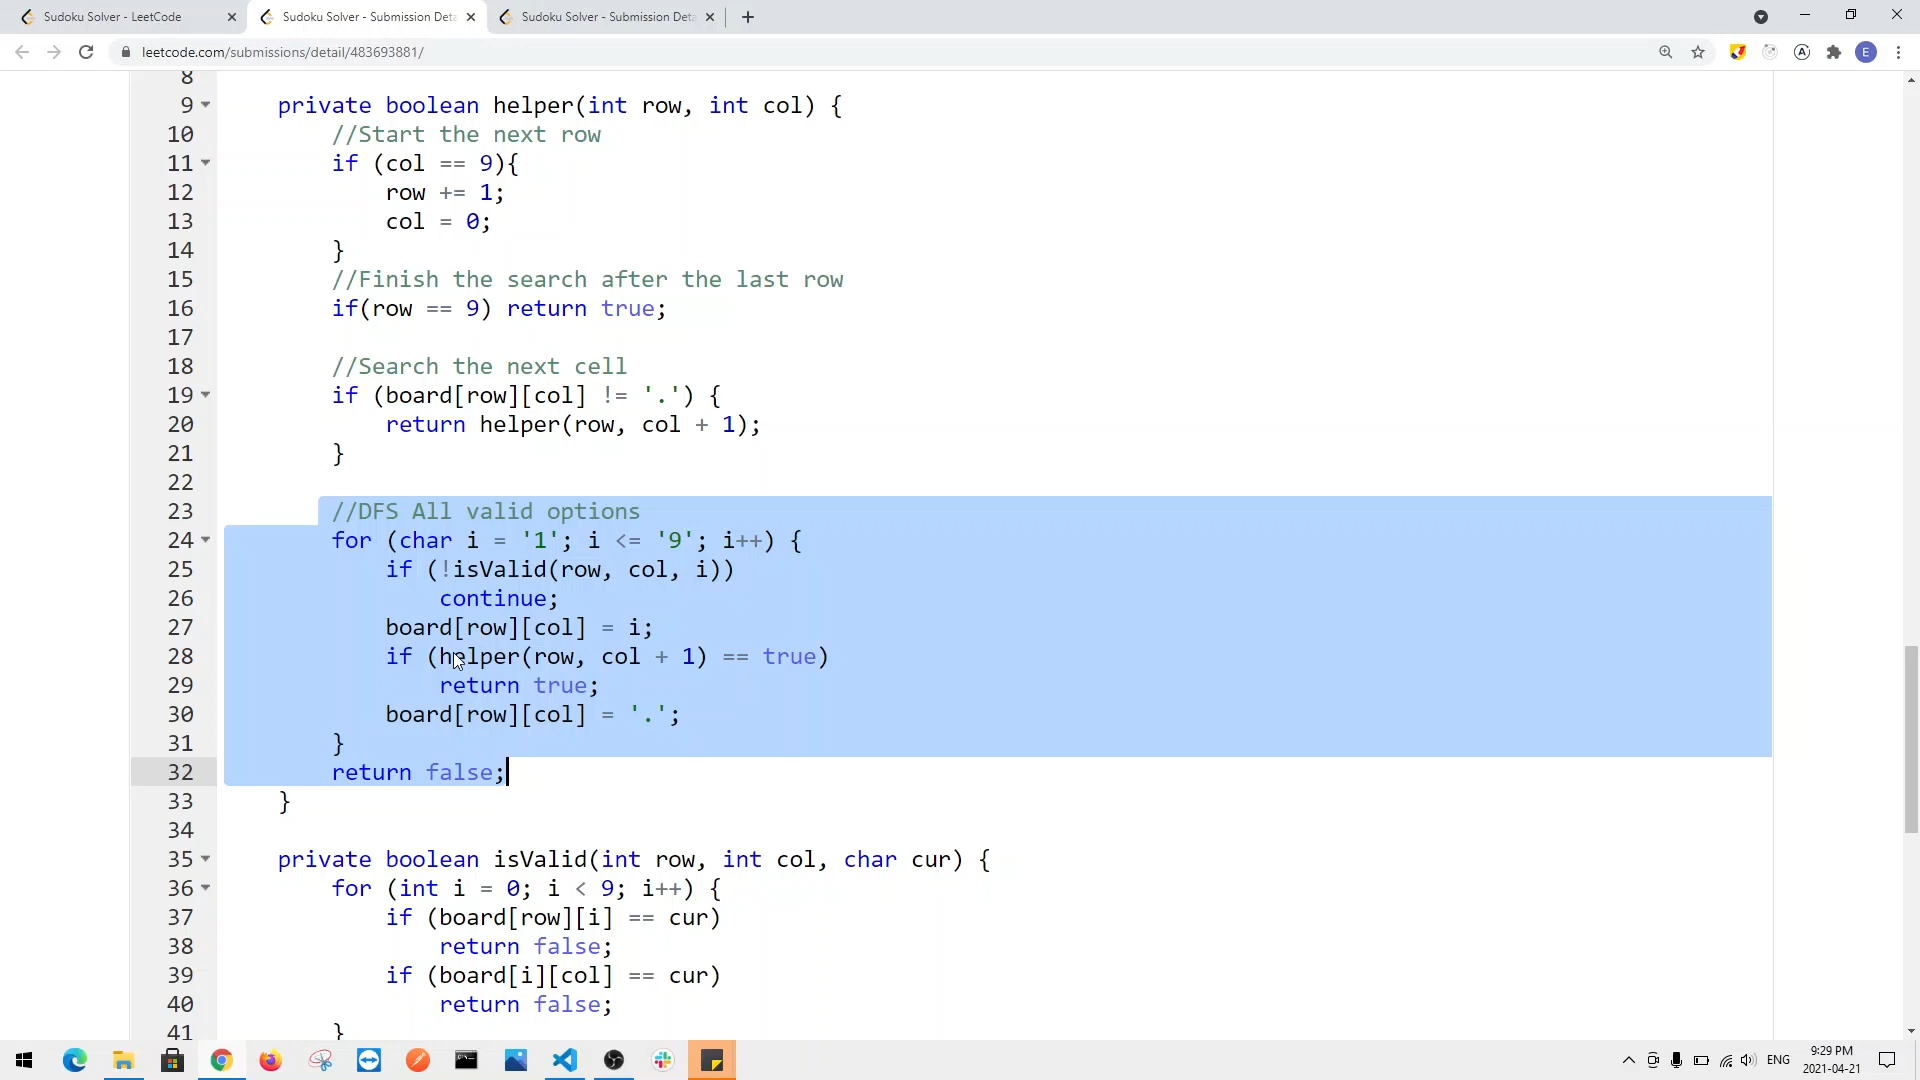 Sudoku Solver - LeetCode
Sudoku Solver - Submission Deta
Sudoku Solver - Submission Deta
leetcode.com/submissions/detail/483693881/
E
8
9 private boolean helper(int row, int col) {
10 //Start the next row
11 if (col == 9){
12 row += 1;
13 col = 0;
14 }
15 //Finish the search after the last row
16 if(row == 9) return true;
17
18 //Search the next cell
19 if (board[row][col] != '.') {
20 return helper(row, col + 1);
21 }
22
23 //DFS All valid options
24 for (char i = '1'; i <= '9'; i++) {
25 if (!isValid(row, col, i))
26 continue;
27 board[row][col] = i;
28 if (helper(row, col + 1) == true)
29 return true;
30 board[row][col] = '.';
31 }
32 return false;
33 }
34
35 private boolean isValid(int row, int col, char cur) {
36 for (int i = 0; i < 9; i++) {
37 if (board[row][i] == cur)
38 return false;
39 if (board[i][col] == cur)
40 return false;
41 }
ENG
9:29 PM
2021-04-21